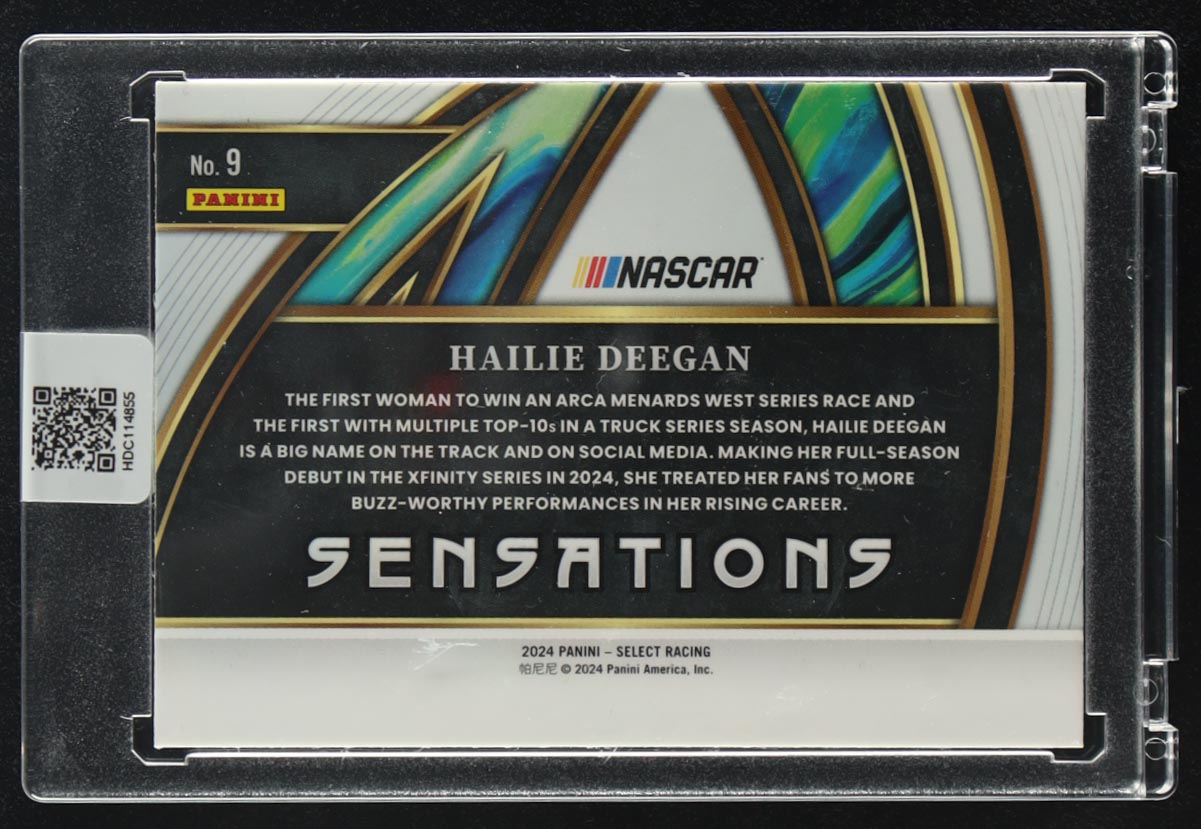 No. 9
PANINI
NASCAR
HAILIE DEEGAN
THE FIRST WOMAN TO WIN AN ARCA MENARDS WEST SERIES RACE AND
THE FIRST WITH MULTIPLE TOP-10s IN A TRUCK SERIES SEASON, HAILIE DEEGAN
IS A BIG NAME ON THE TRACK AND ON SOCIAL MEDIA. MAKING HER FULL-SEASON
DEBUT IN THE XFINITY SERIES IN 2024, SHE TREATED HER FANS TO MORE
BUZZ-WORTHY PERFORMANCES IN HER RISING CAREER.
SENSATIONS
2024 PANINI – SELECT RACING
帕尼尼 © 2024 Panini America, Inc.
HDC114855